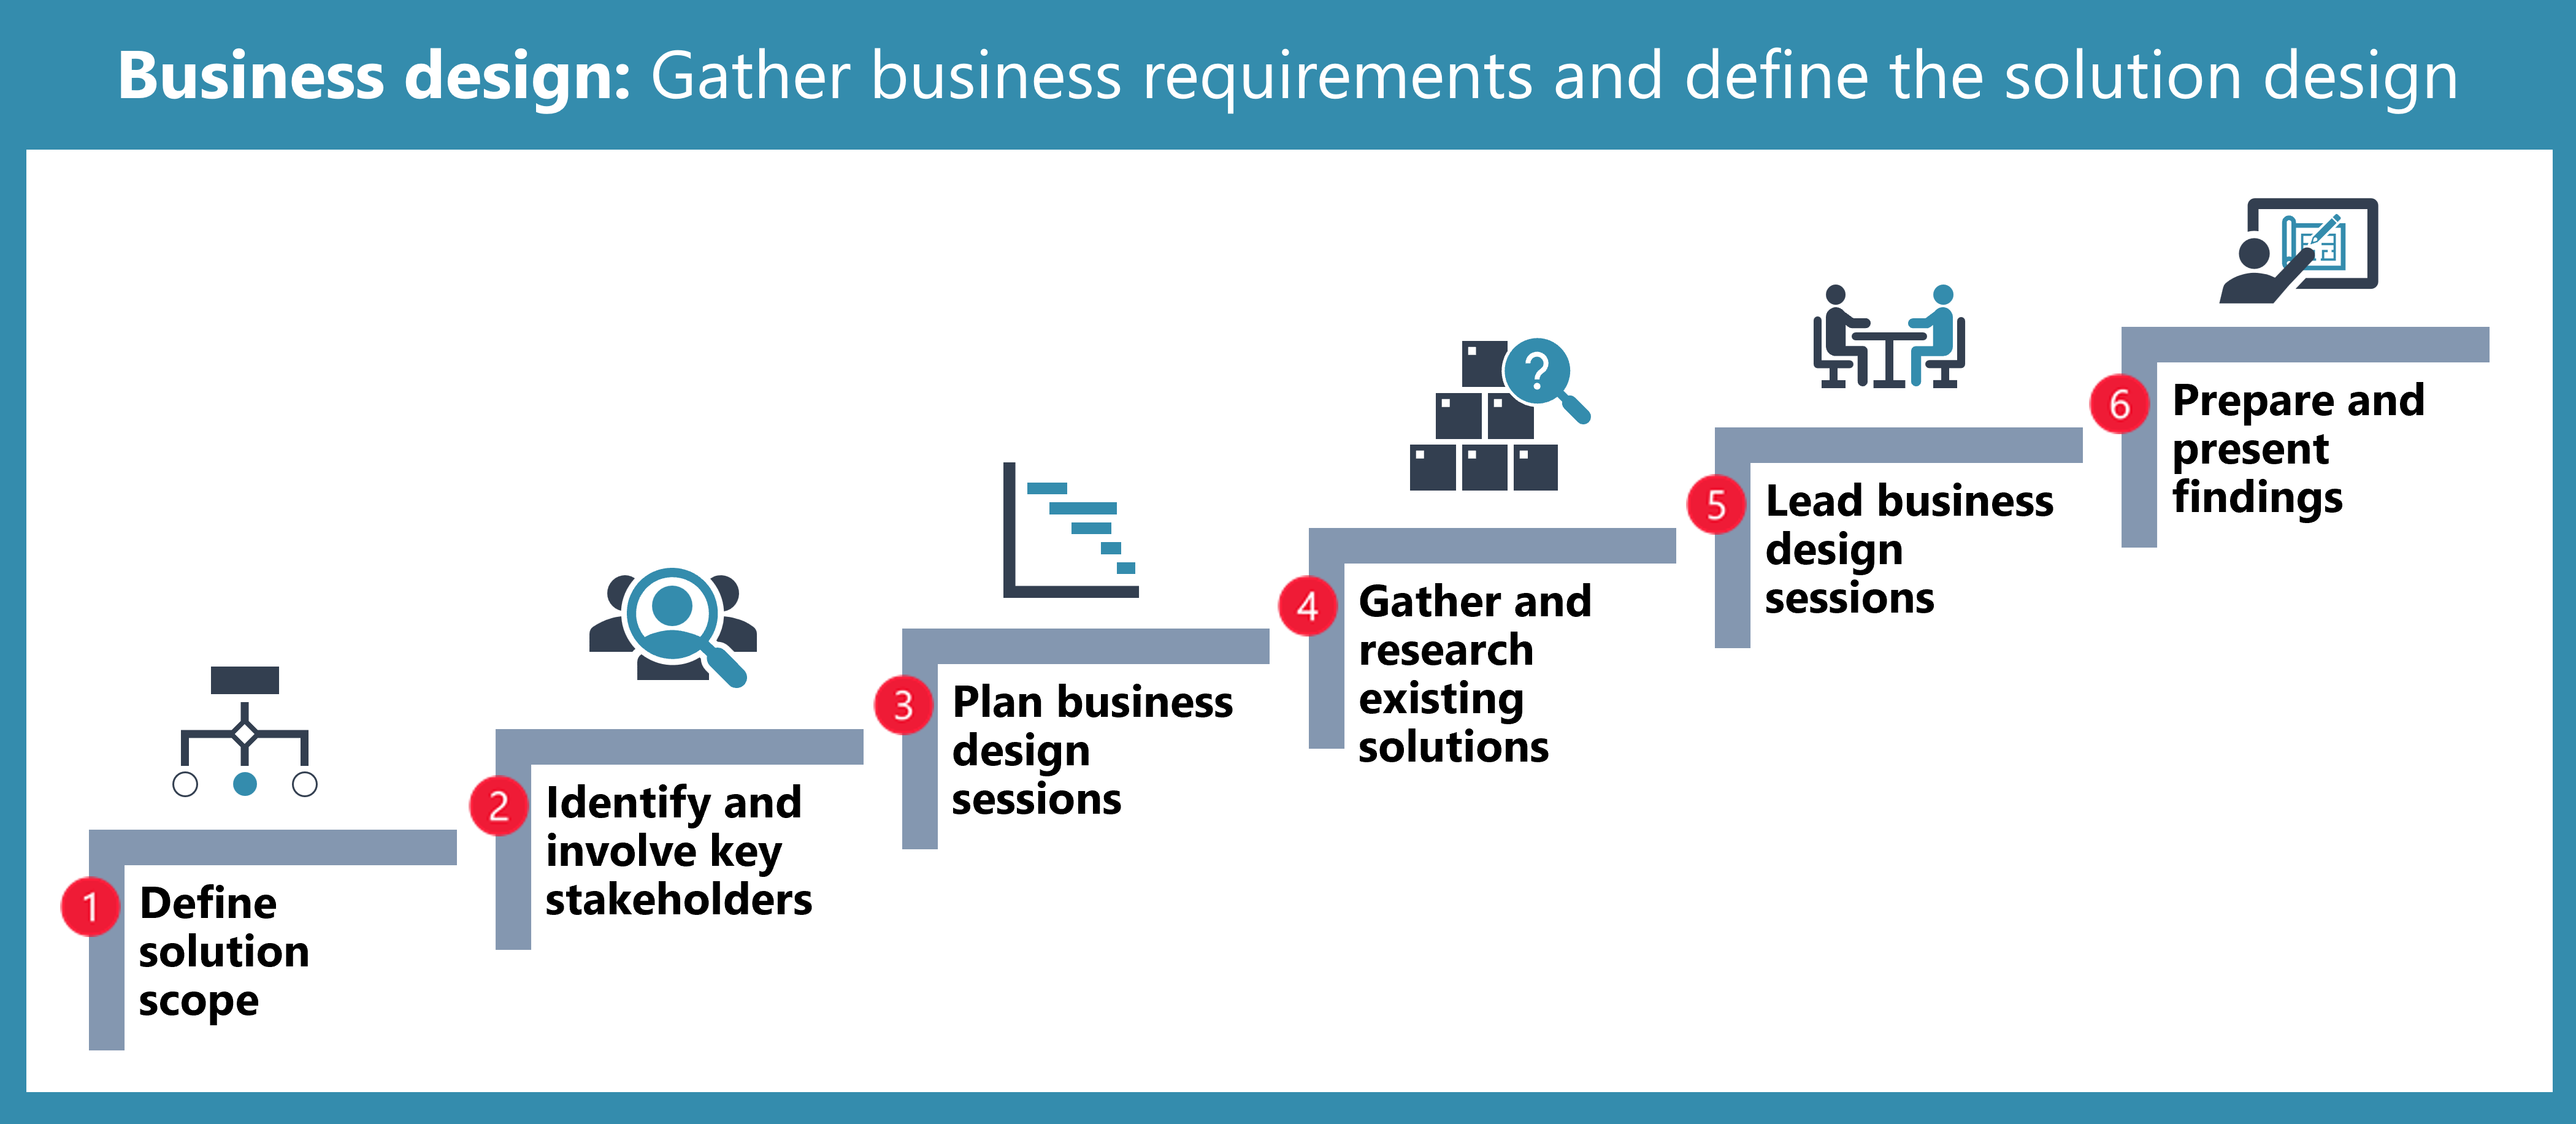 Business design: Gather business requirements and define the solution design
1
Define
solution
scope
2
Identify and
involve key
stakeholders
3
Plan business
design
sessions
4
Gather and
research
existing
solutions
?
5
Lead business
design
sessions
6
Prepare and
present
findings